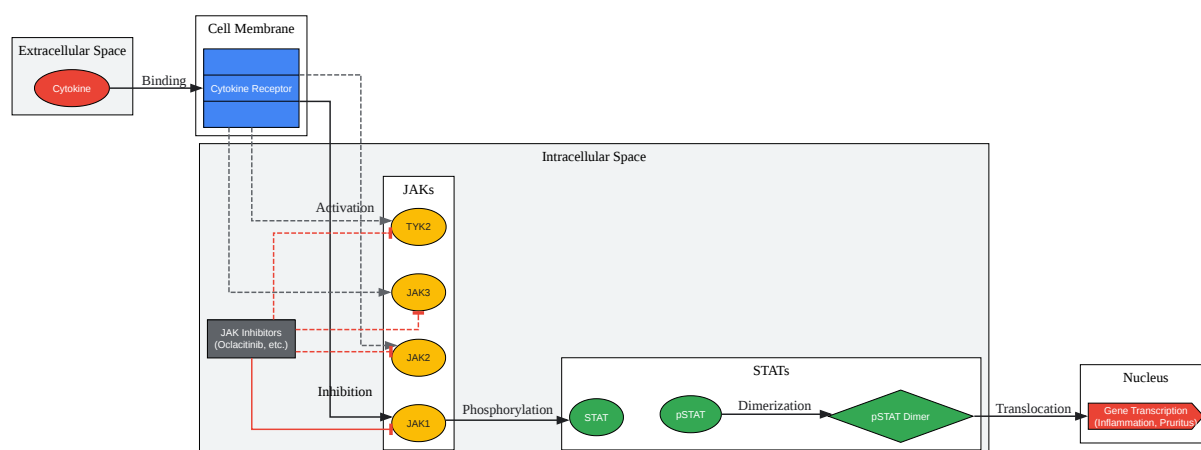 Cell Membrane
Extracellular Space
Cytokine
Binding
Cytokine Receptor
Intracellular Space
JAKs
Activation
TYK2
JAK3
JAK Inhibitors
(Oclacitinib, etc.)
JAK2
Inhibition
JAK1
Phosphorylation
STATs
STAT
pSTAT
Dimerization
pSTAT Dimer
Translocation
Nucleus
Gene Transcription
(Inflammation, Pruritus)